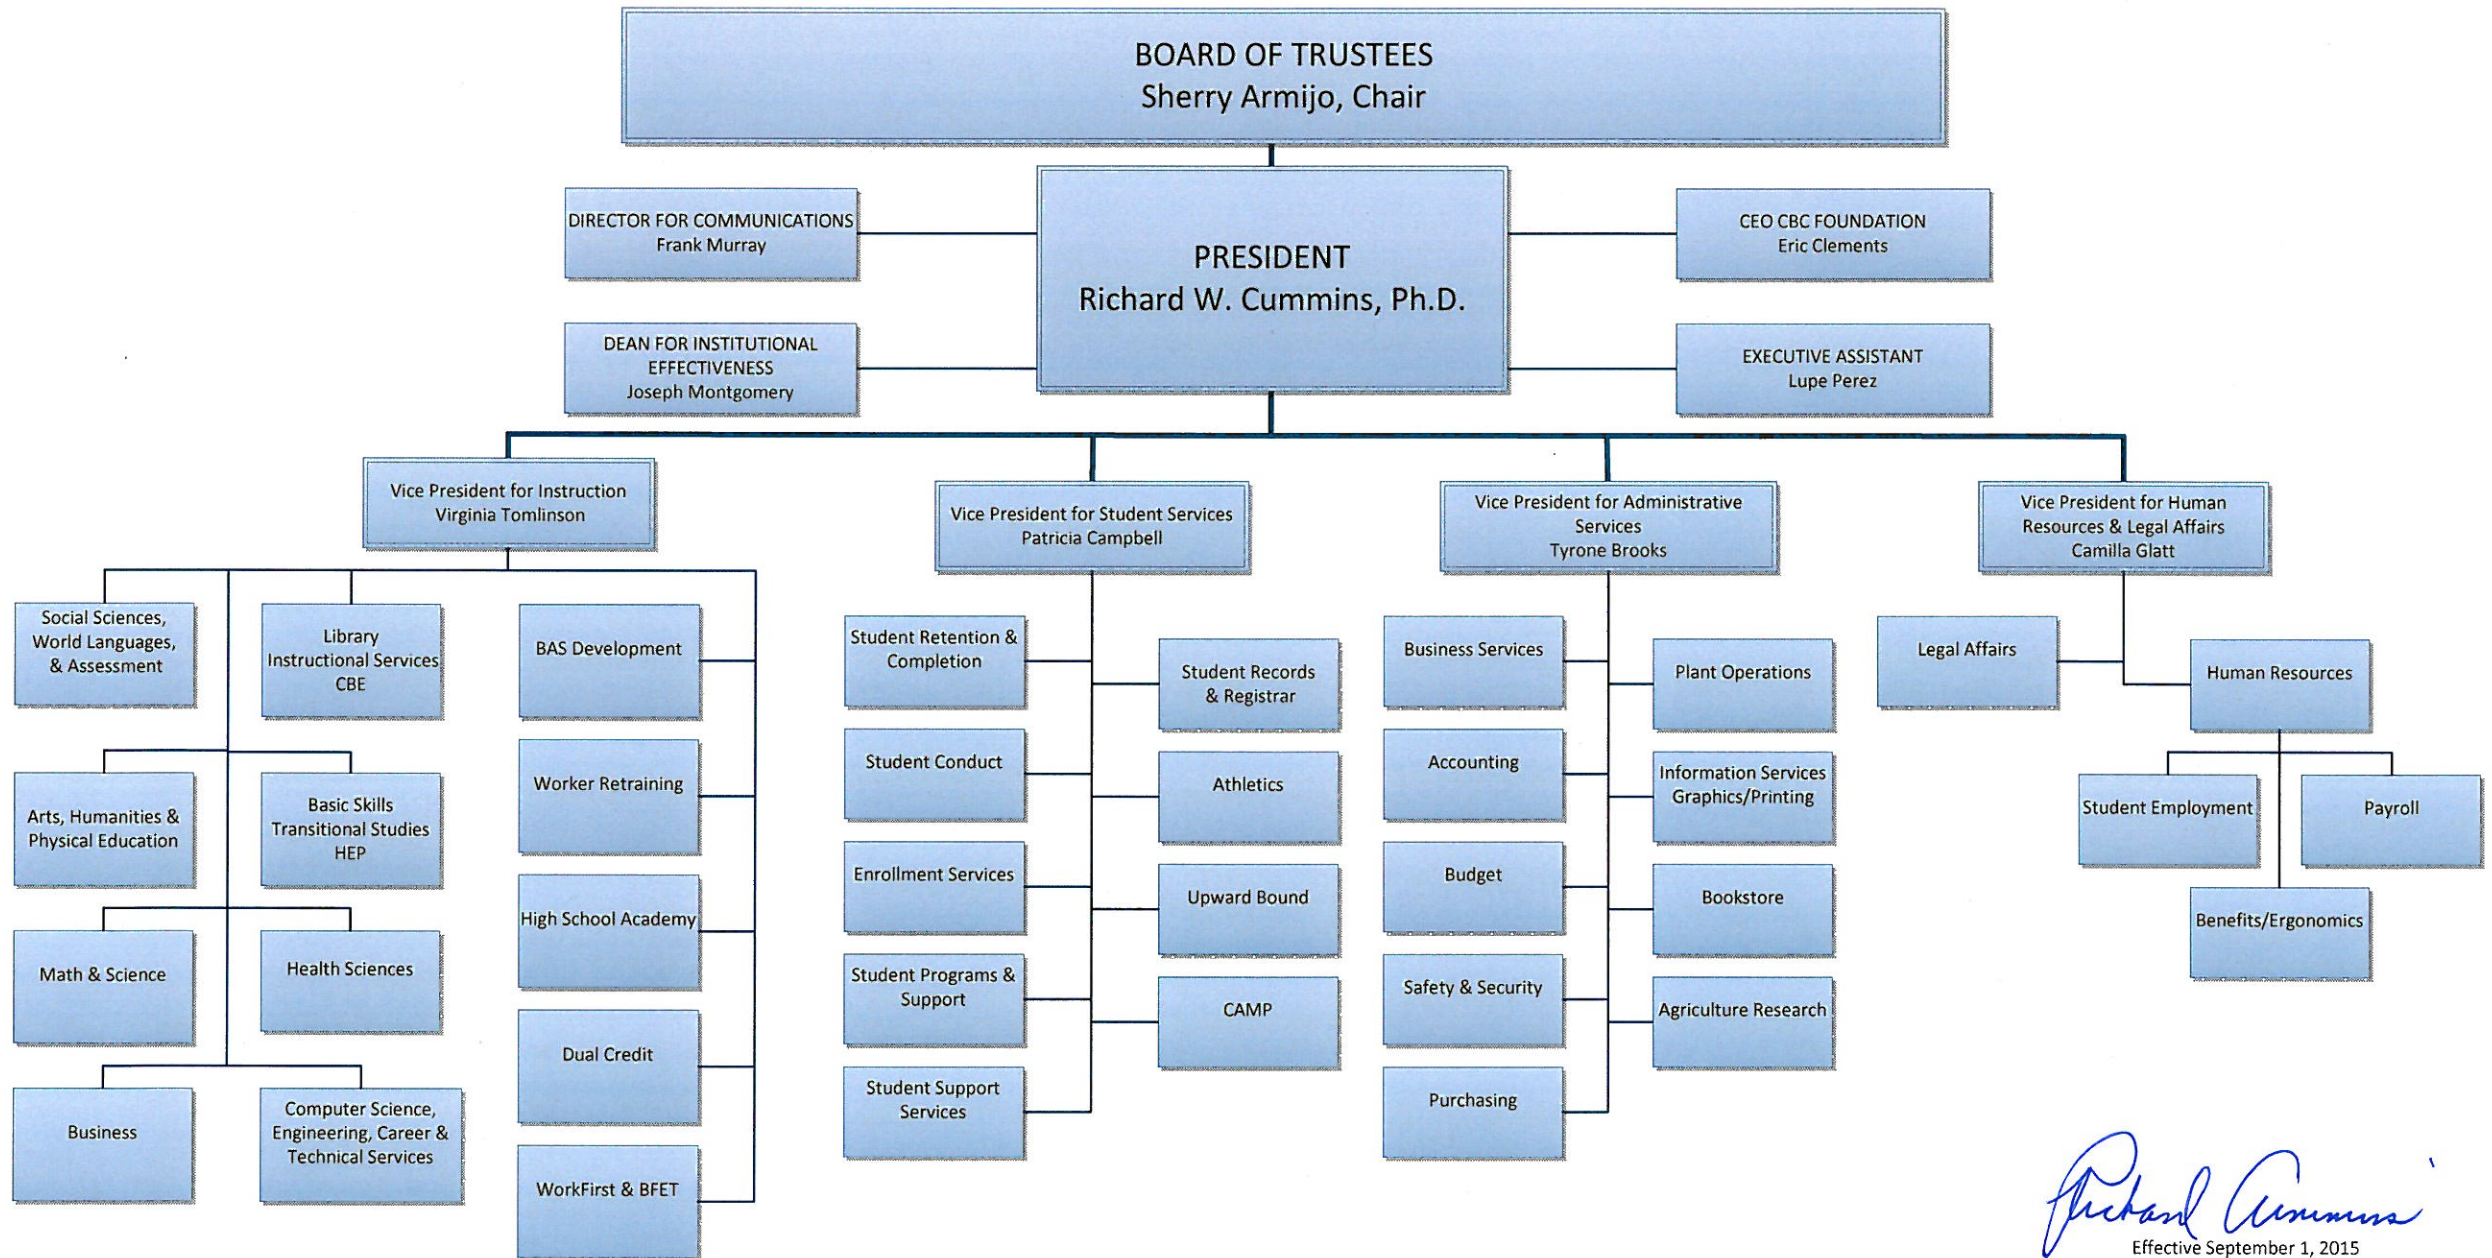 BOARD OF TRUSTEES
Sherry Armijo, Chair
DIRECTOR FOR COMMUNICATIONS
Frank Murray
PRESIDENT
Richard W. Cummins, Ph.D.
CEO CBC FOUNDATION
Eric Clements
DEAN FOR INSTITUTIONAL
EFFECTIVENESS
Joseph Montgomery
EXECUTIVE ASSISTANT
Lupe Perez
Vice President for Instruction
Virginia Tomlinson
Vice President for Student Services
Patricia Campbell
Vice President for Administrative
Services
Tyrone Brooks
Vice President for Human
Resources & Legal Affairs
Camilla Glatt
Social Sciences,
World Languages,
& Assessment
Library
Instructional Services
CBE
Arts, Humanities &
Physical Education
Basic Skills
Transitional Studies
HEP
Math & Science
Health Sciences
Business
Computer Science,
Engineering, Career &
Technical Services
BAS Development
Worker Retraining
High School Academy
Dual Credit
WorkFirst & BFET
Student Retention &
Completion
Student Records
& Registrar
Student Conduct
Athletics
Enrollment Services
Upward Bound
Student Programs &
Support
CAMP
Student Support
Services
Business Services
Plant Operations
Accounting
Information Services
Graphics/Printing
Budget
Bookstore
Safety & Security
Agriculture Research
Purchasing
Legal Affairs
Human Resources
Student Employment
Payroll
Benefits/Ergonomics
Richard Cummins
Effective September 1, 2015